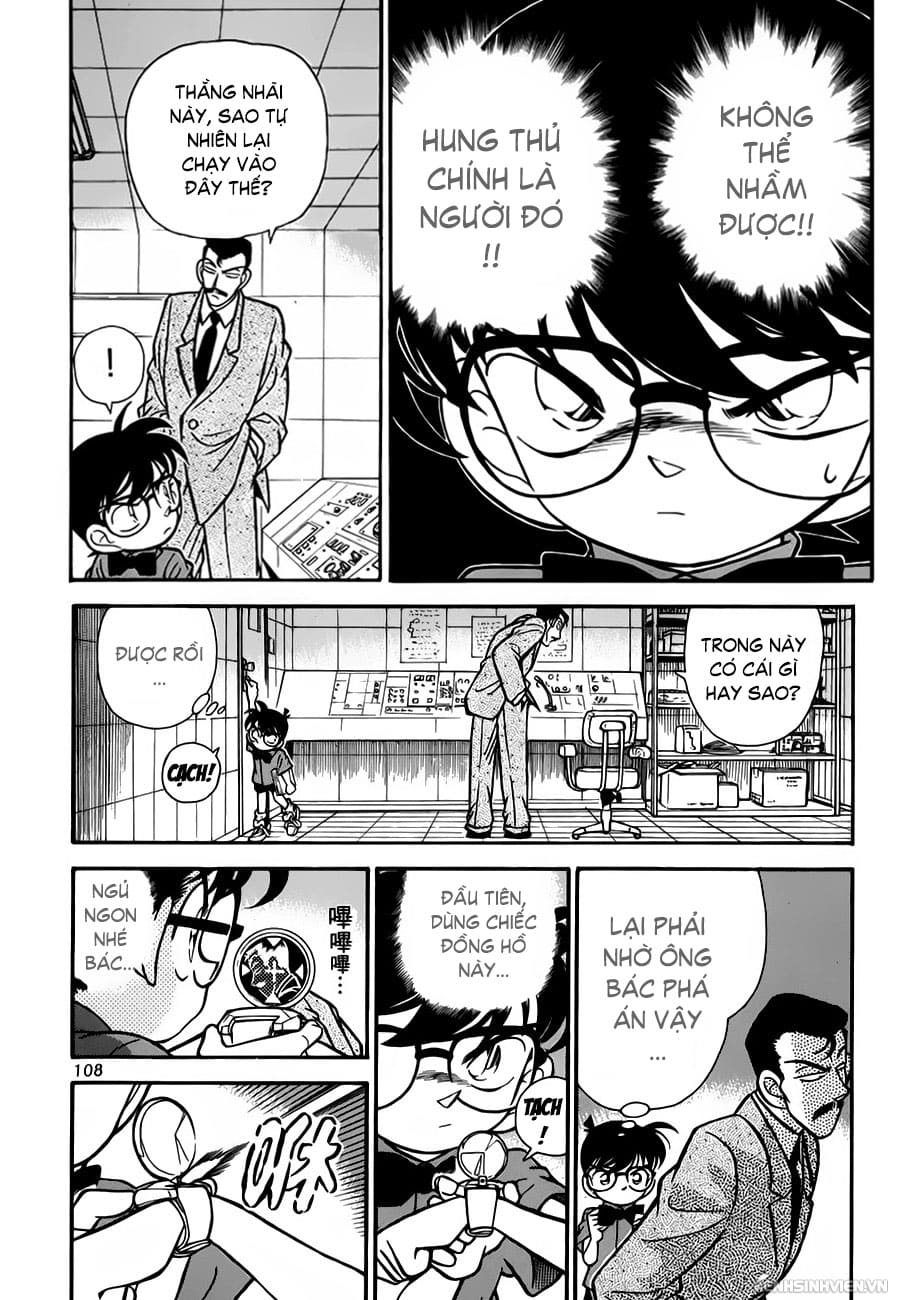 KHÔNG
THỂ
NHẦM
ĐƯỢC!!
HUNG THỦ
CHÍNH LÀ
NGƯỜI ĐÓ
!!
THẰNG NHÃI
NÀY, SAO TỰ
NHIÊN LẠI
CHẠY VÀO
ĐÂY THẾ?
!
TRONG NÀY
CÓ CÁI GÌ
HAY SAO?
ĐƯỢC RỒI
...
CẠCH!
LẠI PHẢI
NHỜ ÔNG
BÁC PHÁ
ÁN VẬY
...
ĐẦU TIÊN,
DÙNG CHIẾC
ĐỒNG HỒ
NÀY...
TẠCH
!
NGỦ
NGON
NHÉ
BÁC...
嗶
嗶
嗶
...
108